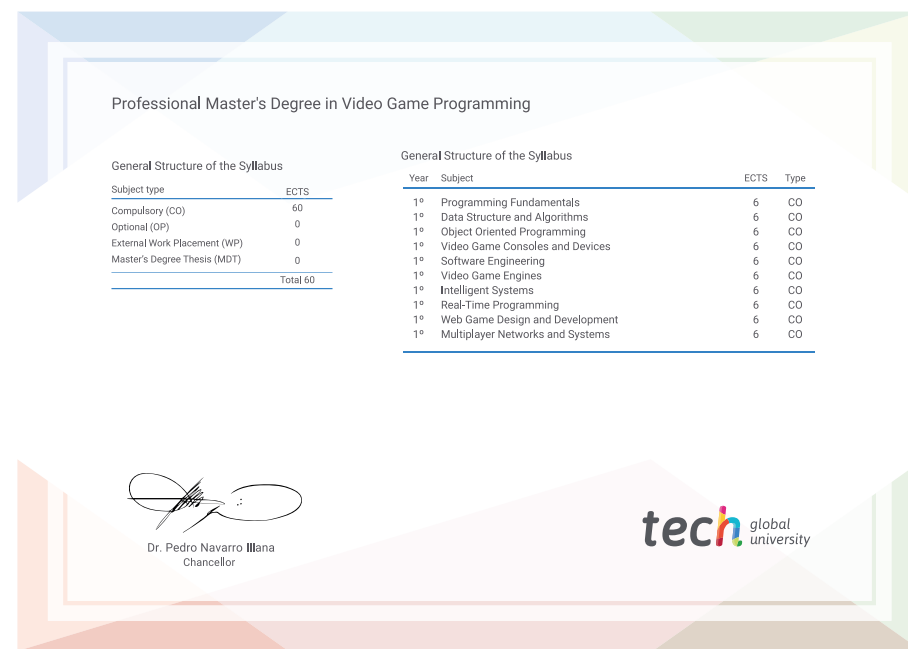 Professional Master's Degree in Video Game Programming
General Structure of the Syllabus
Subject type ECTS
Compulsory (CO) 60
Optional (OP) 0
External Work Placement (WP) 0
Master's Degree Thesis (MDT) 0
Total 60
General Structure of the Syllabus
Year Subject ECTS Type
1º Programming Fundamentals 6 CO
1º Data Structure and Algorithms 6 CO
1º Object Oriented Programming 6 CO
1º Video Game Consoles and Devices 6 CO
1º Software Engineering 6 CO
1º Video Game Engines 6 CO
1º Intelligent Systems 6 CO
1º Real-Time Programming 6 CO
1º Web Game Design and Development 6 CO
1º Multiplayer Networks and Systems 6 CO
Dr. Pedro Navarro Illana
Chancellor
tech global
university